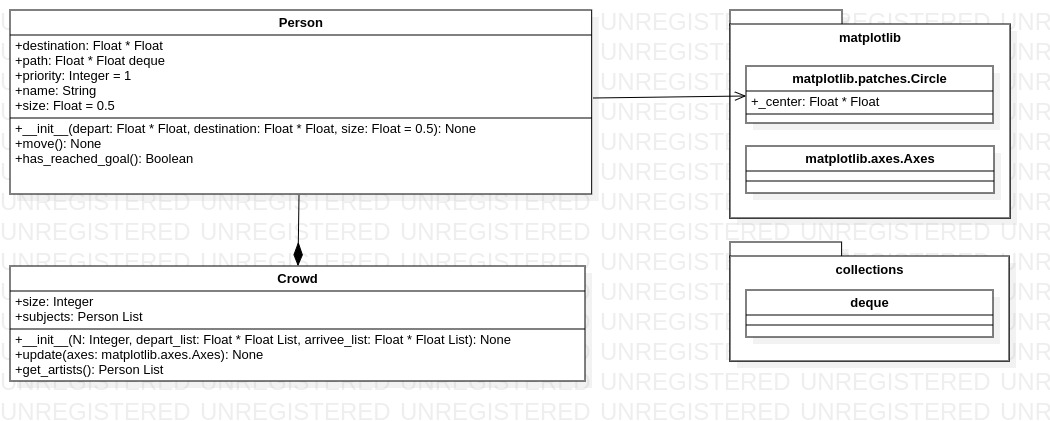 Person
+destination: Float * Float
+path: Float * Float deque
+priority: Integer = 1
+name: String
+size: Float = 0.5
+__init__(depart: Float * Float, destination: Float * Float, size: Float = 0.5): None
+move(): None
+has_reached_goal(): Boolean
Crowd
+size: Integer
+subjects: Person List
+__init__(N: Integer, depart_list: Float * Float List, arrivee_list: Float * Float List): None
+update(axes: matplotlib.axes.Axes): None
+get_artists(): Person List
matplotlib
matplotlib.patches.Circle
+_center: Float * Float
matplotlib.axes.Axes
collections
deque
UNREGISTERED UNREGISTERED UNREGISTERED UNREGISTERED UNREGISTERED